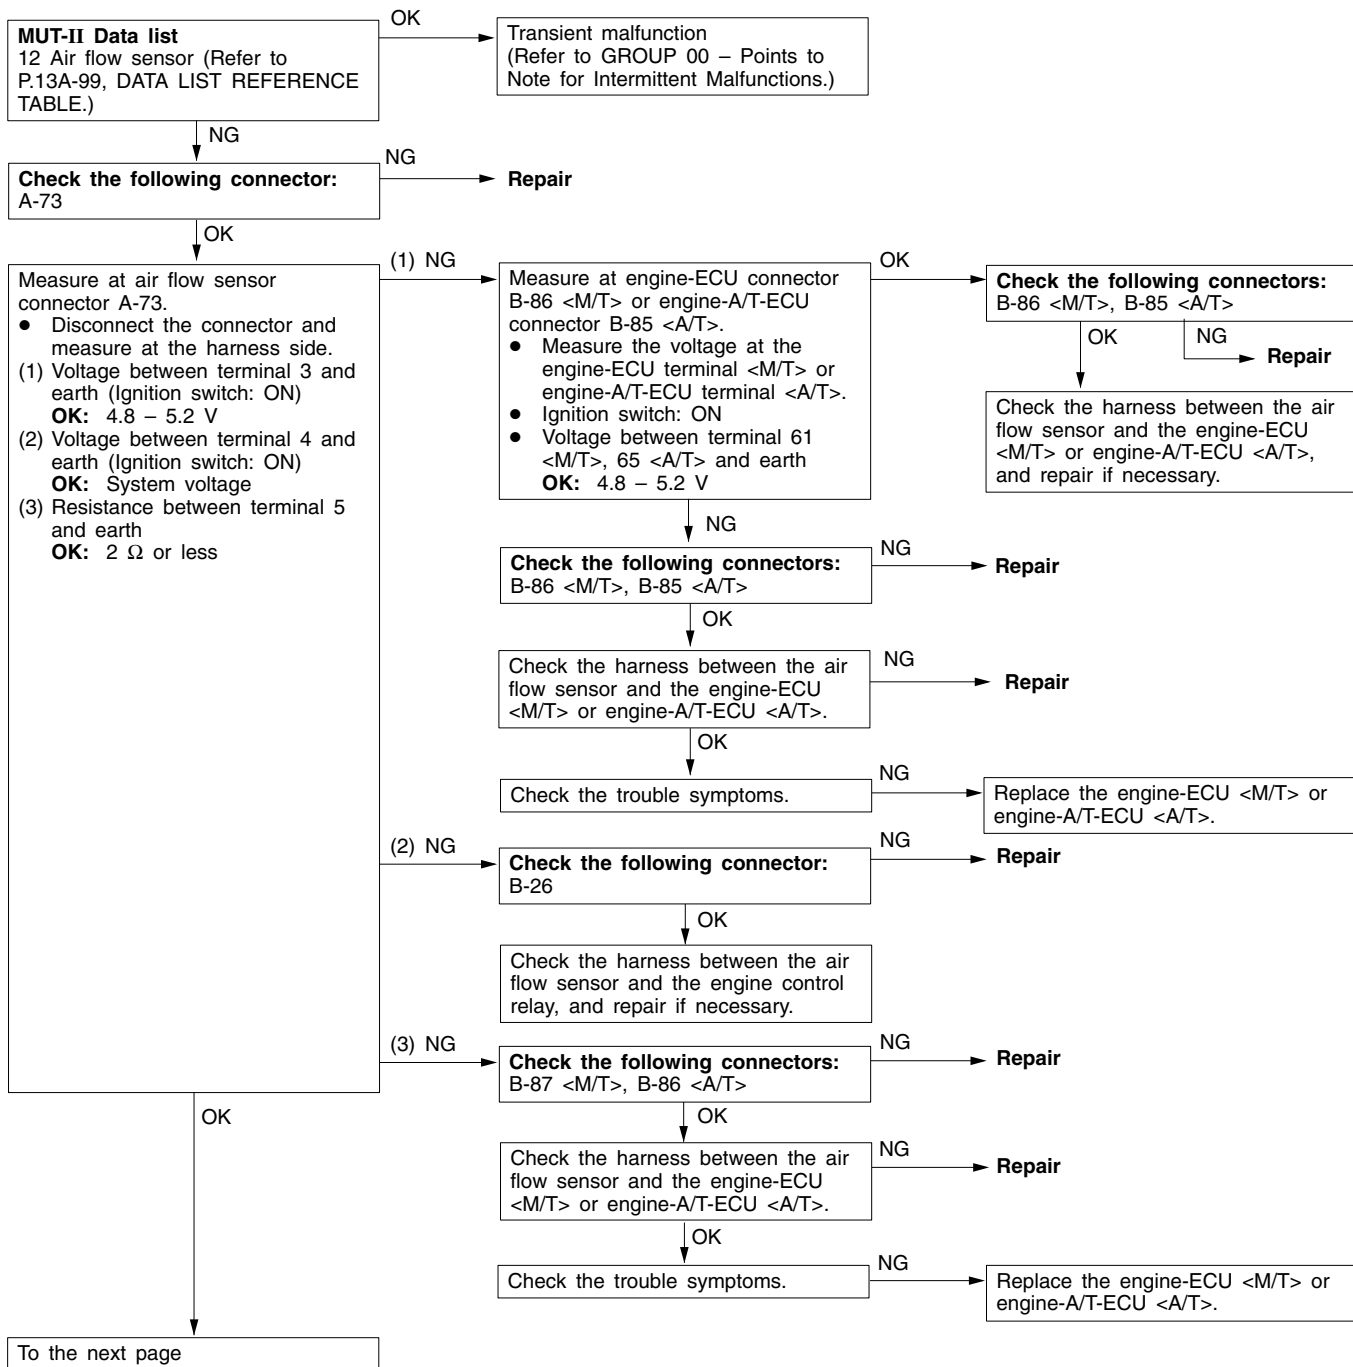 OK
MUT-II Data list
12 Air flow sensor (Refer to
P.13A-99, DATA LIST REFERENCE
TABLE.)
Transient malfunction
(Refer to GROUP 00 – Points to
Note for Intermittent Malfunctions.)
NG
NG
Check the following connector:
A-73
Repair
OK
(1) NG
Measure at air flow sensor
connector A-73.
● Disconnect the connector and
measure at the harness side.
(1) Voltage between terminal 3 and
earth (Ignition switch: ON)
OK: 4.8 – 5.2 V
(2) Voltage between terminal 4 and
earth (Ignition switch: ON)
OK: System voltage
(3) Resistance between terminal 5
and earth
OK: 2 Ω or less
Measure at engine-ECU connector
B-86 <M/T> or engine-A/T-ECU
connector B-85 <A/T>.
● Measure the voltage at the
engine-ECU terminal <M/T> or
engine-A/T-ECU terminal <A/T>.
● Ignition switch: ON
● Voltage between terminal 61
<M/T>, 65 <A/T> and earth
OK: 4.8 – 5.2 V
OK
Check the following connectors:
B-86 <M/T>, B-85 <A/T>
OK
NG
Repair
Check the harness between the air
flow sensor and the engine-ECU
<M/T> or engine-A/T-ECU <A/T>,
and repair if necessary.
NG
Check the following connectors:
B-86 <M/T>, B-85 <A/T>
NG
Repair
OK
Check the harness between the air
flow sensor and the engine-ECU
<M/T> or engine-A/T-ECU <A/T>.
NG
Repair
OK
Check the trouble symptoms.
NG
Replace the engine-ECU <M/T> or
engine-A/T-ECU <A/T>.
(2) NG
Check the following connector:
B-26
NG
Repair
OK
Check the harness between the air
flow sensor and the engine control
relay, and repair if necessary.
(3) NG
Check the following connectors:
B-87 <M/T>, B-86 <A/T>
NG
Repair
OK
Check the harness between the air
flow sensor and the engine-ECU
<M/T> or engine-A/T-ECU <A/T>.
NG
Repair
OK
Check the trouble symptoms.
NG
Replace the engine-ECU <M/T> or
engine-A/T-ECU <A/T>.
OK
To the next page